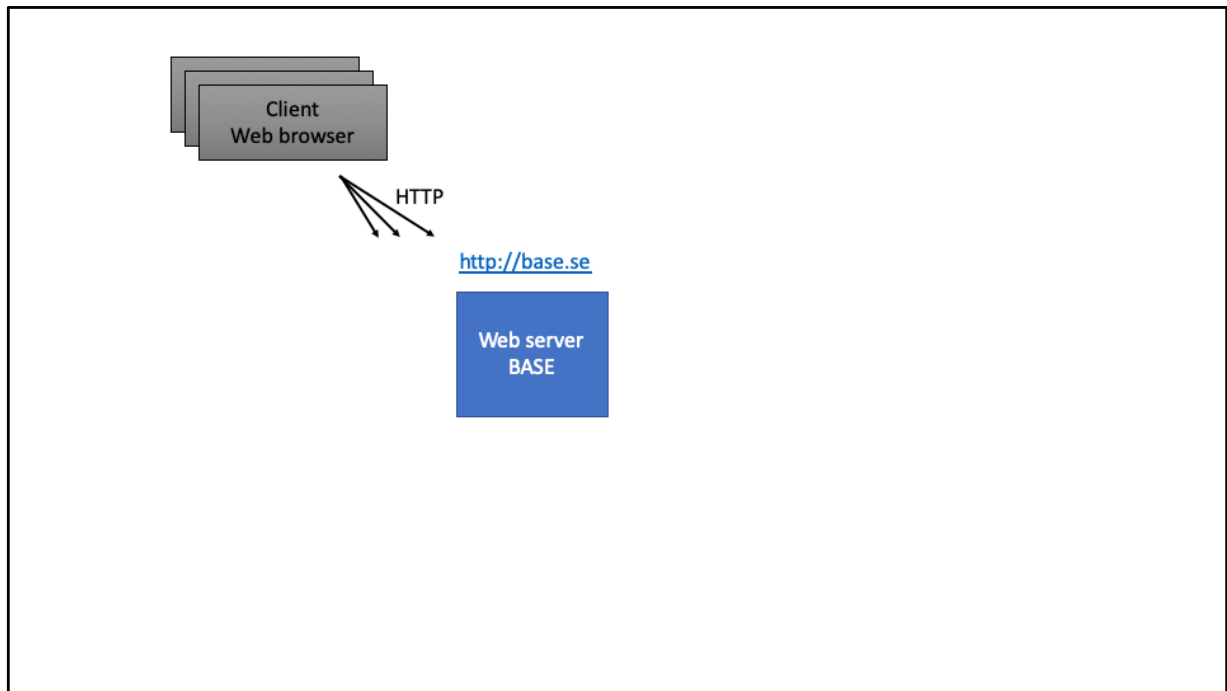 Client
Web browser
HTTP
http://base.se
Web server
BASE